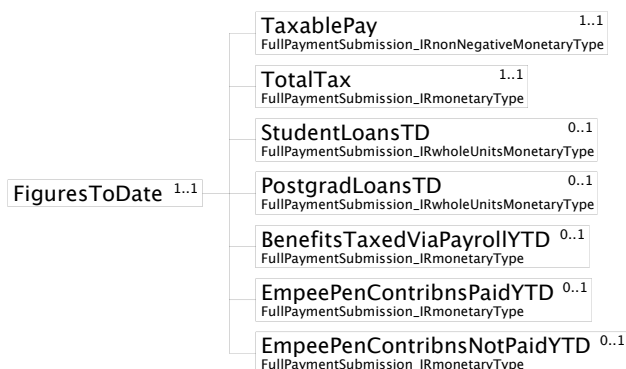 TaxablePay 1..1
FullPaymentSubmission_IRnonNegativeMonetaryType
TotalTax 1..1
FullPaymentSubmission_IRmonetaryType
StudentLoansTD 0..1
FullPaymentSubmission_IRwholeUnitsMonetaryType
FiguresToDate 1..1
PostgradLoansTD 0..1
FullPaymentSubmission_IRwholeUnitsMonetaryType
BenefitsTaxedViaPayrollYTD 0..1
FullPaymentSubmission_IRmonetaryType
EmpeePenContribnsPaidYTD 0..1
FullPaymentSubmission_IRmonetaryType
EmpeePenContribnsNotPaidYTD 0..1
FullPaymentSubmission_IRmonetaryType